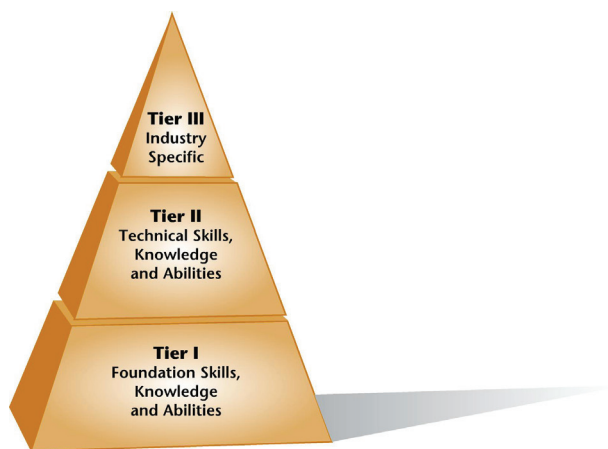 Tier III
Industry
Specific
Tier II
Technical Skills,
Knowledge
and Abilities
Tier I
Foundation Skills,
Knowledge
and Abilities